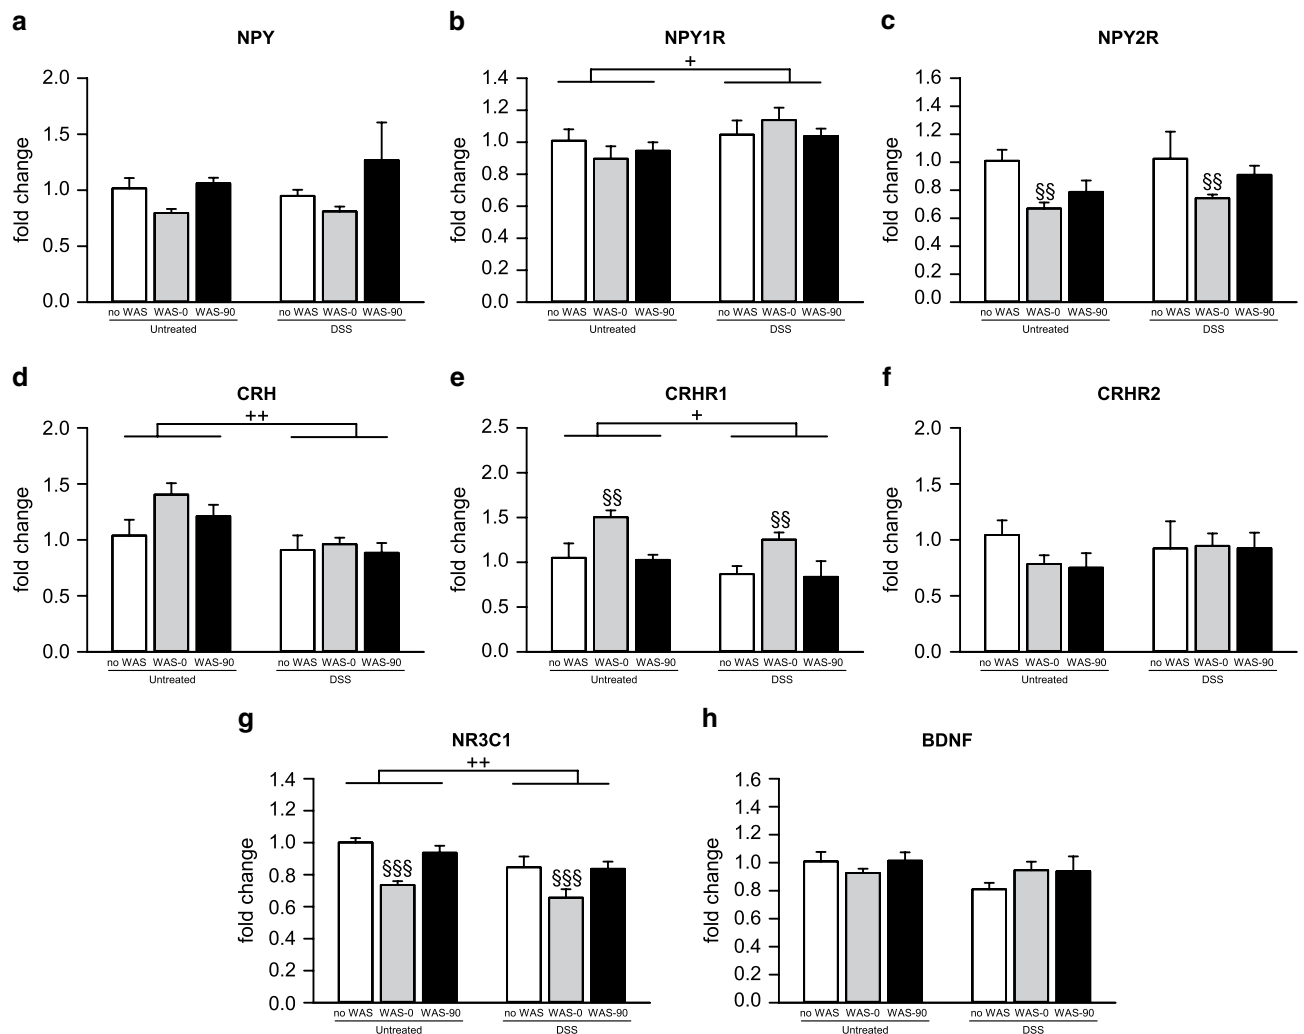 a
NPY
fold change
2.0
1.5
1.0
0.5
0.0
no WAS WAS-0 WAS-90 no WAS WAS-0 WAS-90
Untreated DSS
b
NPY1R
+
fold change
1.4
1.2
1.0
0.8
0.6
0.4
0.2
0.0
no WAS WAS-0 WAS-90 no WAS WAS-0 WAS-90
Untreated DSS
c
NPY2R
fold change
1.6
1.4
1.2
1.0
0.8
0.6
0.4
0.2
0.0
§§ §§
no WAS WAS-0 WAS-90 no WAS WAS-0 WAS-90
Untreated DSS
d
CRH
++
fold change
2.0
1.5
1.0
0.5
0.0
no WAS WAS-0 WAS-90 no WAS WAS-0 WAS-90
Untreated DSS
e
CRHR1
+
fold change
2.5
2.0
1.5
1.0
0.5
0.0
§§ §§
no WAS WAS-0 WAS-90 no WAS WAS-0 WAS-90
Untreated DSS
f
CRHR2
fold change
2.0
1.5
1.0
0.5
0.0
no WAS WAS-0 WAS-90 no WAS WAS-0 WAS-90
Untreated DSS
g
NR3C1
++
fold change
1.4
1.2
1.0
0.8
0.6
0.4
0.2
0.0
§§§ §§§
no WAS WAS-0 WAS-90 no WAS WAS-0 WAS-90
Untreated DSS
h
BDNF
fold change
1.6
1.4
1.2
1.0
0.8
0.6
0.4
0.2
0.0
no WAS WAS-0 WAS-90 no WAS WAS-0 WAS-90
Untreated DSS